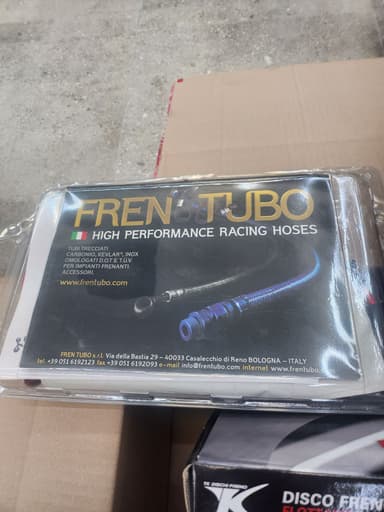 FREN TUBO
HIGH PERFORMANCE RACING HOSES
TUBI TRECCIATI
CARBONIO, KEVLAR®, INOX
OMOLOGATI D.O.T E T.Ü.V.
PER IMPIANTI FRENANTI
ACCESSORI.
www.frentubo.com
FREN TUBO s.r.l. Via della Bastia 29 – 40033 Casalecchio di Reno BOLOGNA – ITALY
tel. +39 051 6192123 fax +39 051 6192093 e-mail info@frentubo.com internet www.frentubo.
DISCO FREN